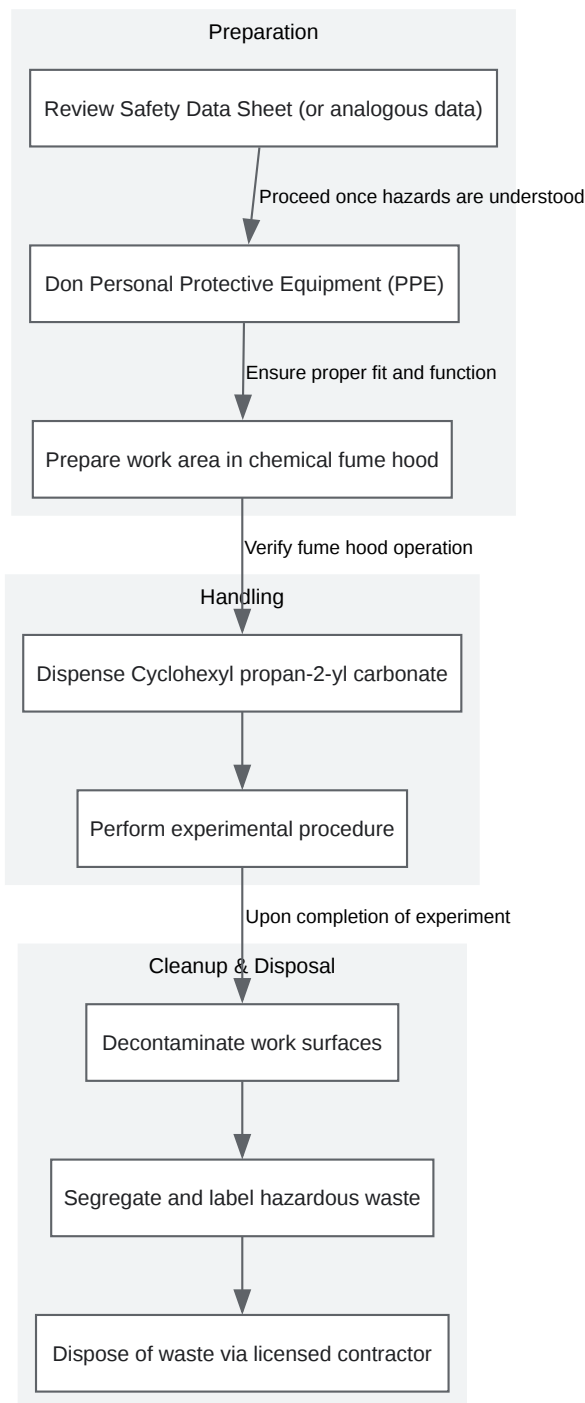 Preparation
Review Safety Data Sheet (or analogous data)
Proceed once hazards are understood
Don Personal Protective Equipment (PPE)
Ensure proper fit and function
Prepare work area in chemical fume hood
Verify fume hood operation
Handling
Dispense Cyclohexyl propan-2-yl carbonate
Perform experimental procedure
Upon completion of experiment
Cleanup & Disposal
Decontaminate work surfaces
Segregate and label hazardous waste
Dispose of waste via licensed contractor